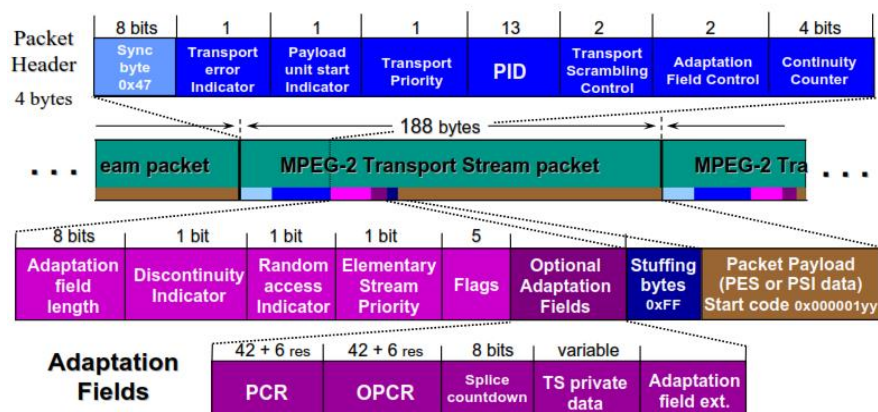 8 bits 1 1 1 13 2 2 4 bits
Packet
Header
4 bytes
Sync
byte
0x47
Transport
error
Indicator
Payload
unit start
Indicator
Transport
Priority
PID
Transport
Scrambling
Control
Adaptation
Field Control
Continuity
Counter
188 bytes
. . . eam packet MPEG-2 Transport Stream packet MPEG-2 Tra . . .
8 bits 1 bit 1 bit 1 bit 5
Adaptation
field
length
Discontinuity
Indicator
Random
access
Indicator
Elementary
Stream
Priority
Flags
Optional
Adaptation
Fields
Stuffing
bytes
0xFF
Packet Payload
(PES or PSI data)
Start code 0x000001yy
Adaptation
Fields
42 + 6 res 42 + 6 res 8 bits variable
PCR
OPCR
Splice
countdown
TS private
data
Adaptation
field ext.